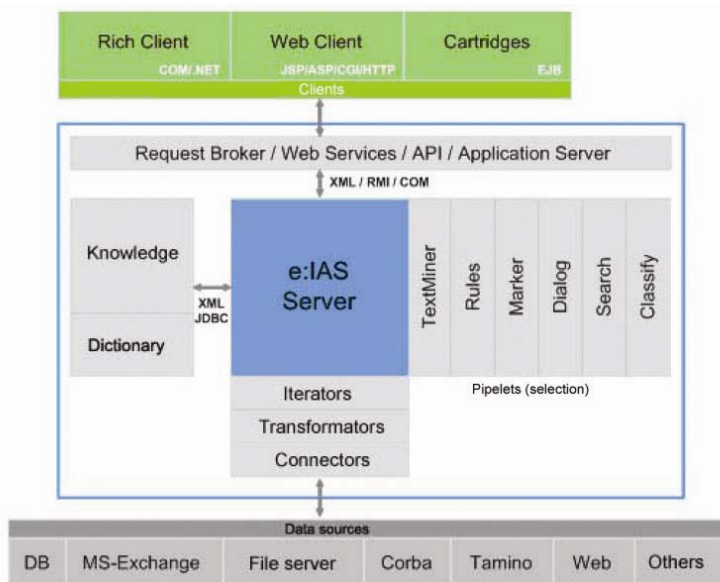 Rich Client
Web Client
Cartridges
COM/.NET
JSP/ASP/CGI/HTTP
EJB
Clients
Request Broker / Web Services / API / Application Server
XML / RMI / COM
Knowledge
Dictionary
XML
JDBC
e:IAS
Server
TextMiner
Rules
Marker
Dialog
Search
Classify
Pipelets (selection)
Iterators
Transformators
Connectors
Data sources
DB
MS-Exchange
File server
Corba
Tamino
Web
Others